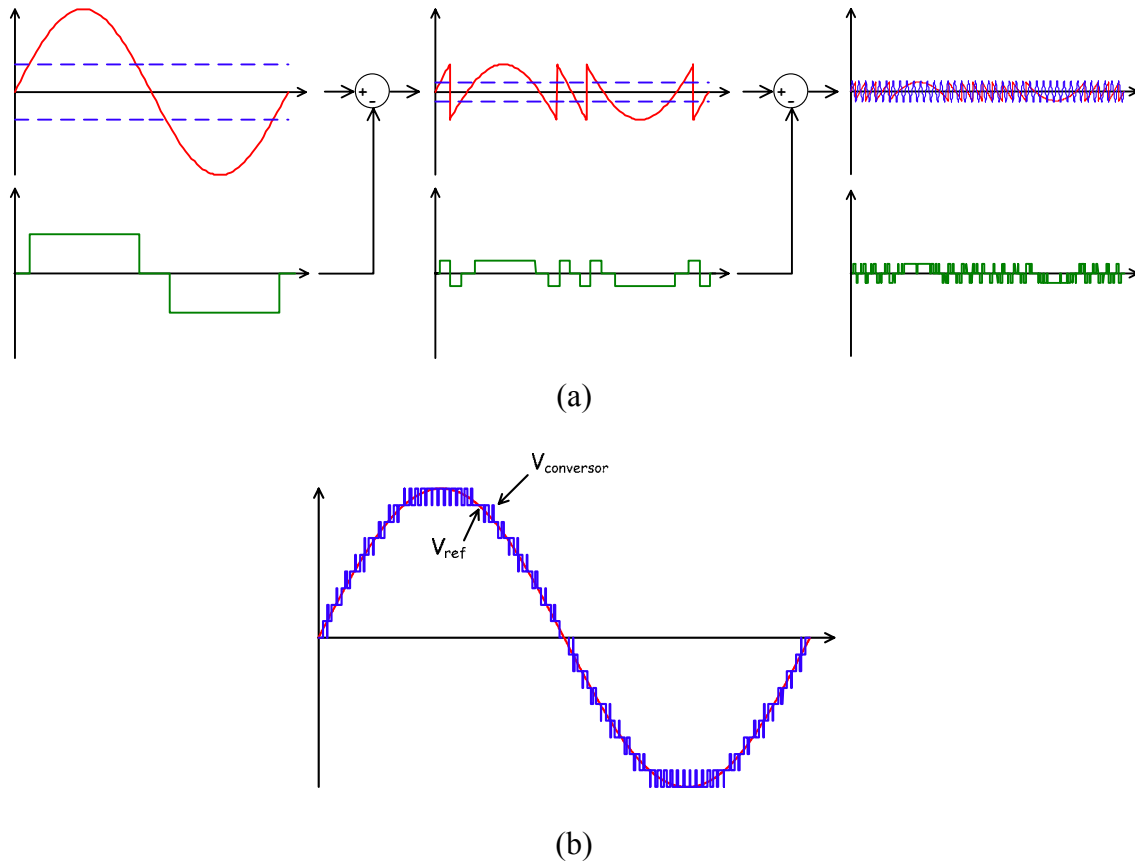 +
-
+
-
(a)
Vconversor
Vref
(b)